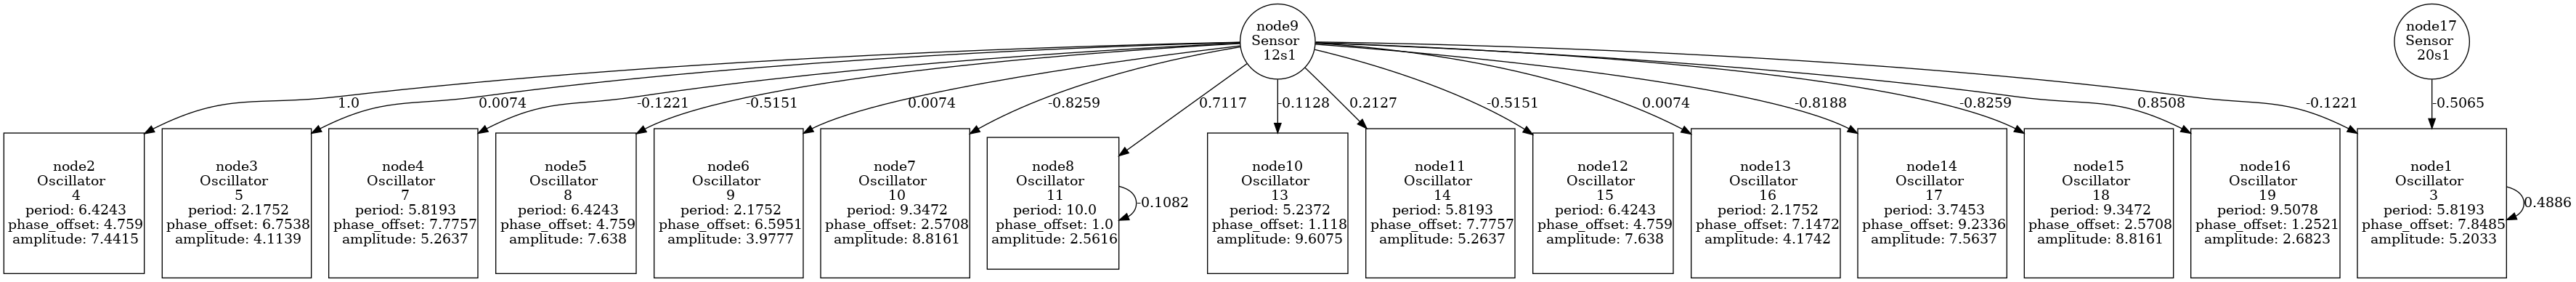 node9
Sensor
12s1
node17
Sensor
20s1
1.0
0.0074
-0.1221
-0.5151
0.0074
-0.8259
0.7117
-0.1128
0.2127
-0.5151
0.0074
-0.8188
-0.8259
0.8508
-0.1221
-0.5065
node2
Oscillator
4
period: 6.4243
phase_offset: 4.759
amplitude: 7.4415
node3
Oscillator
5
period: 2.1752
phase_offset: 6.7538
amplitude: 4.1139
node4
Oscillator
7
period: 5.8193
phase_offset: 7.7757
amplitude: 5.2637
node5
Oscillator
8
period: 6.4243
phase_offset: 4.759
amplitude: 7.638
node6
Oscillator
9
period: 2.1752
phase_offset: 6.5951
amplitude: 3.9777
node7
Oscillator
10
period: 9.3472
phase_offset: 2.5708
amplitude: 8.8161
node8
Oscillator
11
period: 10.0
phase_offset: 1.0
amplitude: 2.5616
-0.1082
node10
Oscillator
13
period: 5.2372
phase_offset: 1.118
amplitude: 9.6075
node11
Oscillator
14
period: 5.8193
phase_offset: 7.7757
amplitude: 5.2637
node12
Oscillator
15
period: 6.4243
phase_offset: 4.759
amplitude: 7.638
node13
Oscillator
16
period: 2.1752
phase_offset: 7.1472
amplitude: 4.1742
node14
Oscillator
17
period: 3.7453
phase_offset: 9.2336
amplitude: 7.5637
node15
Oscillator
18
period: 9.3472
phase_offset: 2.5708
amplitude: 8.8161
node16
Oscillator
19
period: 9.5078
phase_offset: 1.2521
amplitude: 2.6823
node1
Oscillator
3
period: 5.8193
phase_offset: 7.8485
amplitude: 5.2033
0.4886